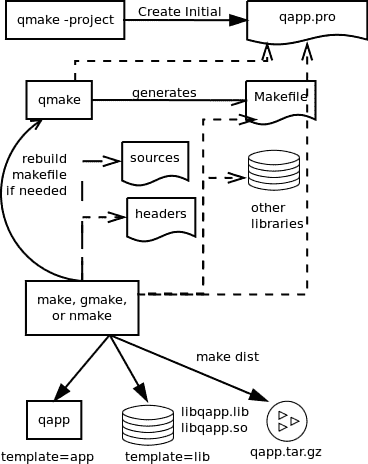 qmake -project
Create Initial
qapp.pro
qmake
generates
Makefile
rebuild
makefile
if needed
sources
headers
other
libraries
make, gmake,
or nmake
make dist
qapp
libqapp.lib
libqapp.so
qapp.tar.gz
template=app
template=lib